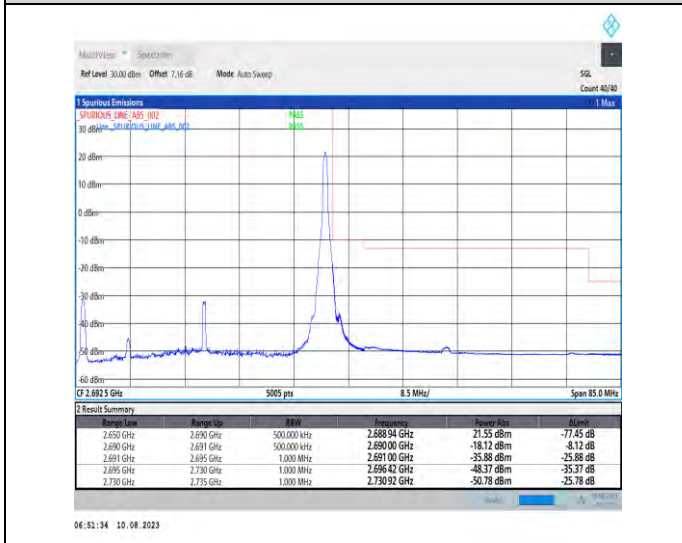 MultiView Spectrum
Ref Level 30.00 dBm Offset 7.16 dB Mode Auto Sweep SGL
Count 40/40
1 Spurious Emissions 1 Max
_SPURIOUS_LINE_ABS_002 PASS
30 dBm Line _SPURIOUS_LINE_ABS_002 PASS
20 dBm
10 dBm
0 dBm
-10 dBm
-20 dBm
-30 dBm
-40 dBm
-50 dBm
-60 dBm
CF 2.6925 GHz 5005 pts 8.5 MHz/ Span 85.0 MHz
2 Result Summary
Range Low Range Up RBW Frequency Power Abs ΔLimit
2.650 GHz 2.690 GHz 500.000 kHz 2.688 94 GHz 21.55 dBm -77.45 dB
2.690 GHz 2.691 GHz 500.000 kHz 2.690 00 GHz -18.12 dBm -8.12 dB
2.691 GHz 2.695 GHz 1.000 MHz 2.691 00 GHz -35.88 dBm -25.88 dB
2.695 GHz 2.730 GHz 1.000 MHz 2.696 42 GHz -48.37 dBm -35.37 dB
2.730 GHz 2.735 GHz 1.000 MHz 2.730 92 GHz -50.78 dBm -25.78 dB
06:51:34 10.08.2023